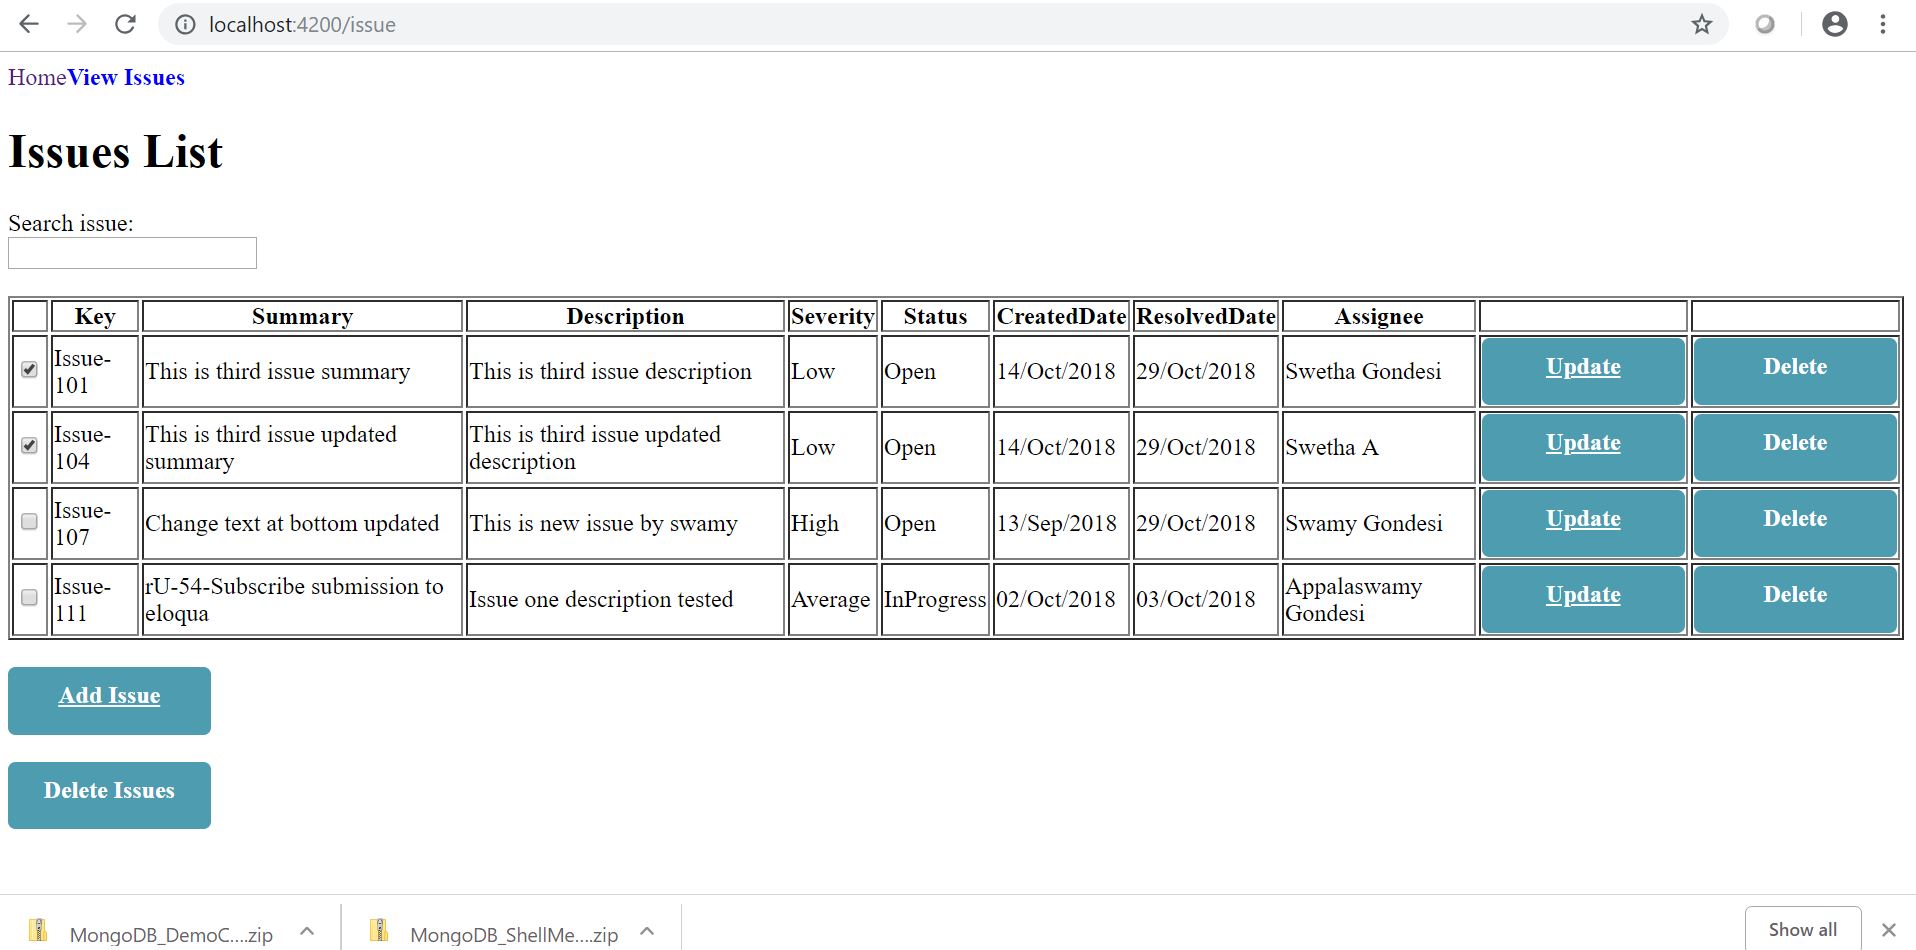 localhost:4200/issue
HomeView Issues
Issues List
Search issue:
Key Summary Description Severity Status CreatedDate ResolvedDate Assignee
Issue-
101 This is third issue summary This is third issue description Low Open 14/Oct/2018 29/Oct/2018 Swetha Gondesi Update Delete
Issue-
104 This is third issue updated
summary This is third issue updated
description Low Open 14/Oct/2018 29/Oct/2018 Swetha A Update Delete
Issue-
107 Change text at bottom updated This is new issue by swamy High Open 13/Sep/2018 29/Oct/2018 Swamy Gondesi Update Delete
Issue-
111 rU-54-Subscribe submission to
eloqua Issue one description tested Average InProgress 02/Oct/2018 03/Oct/2018 Appalaswamy
Gondesi Update Delete
Add Issue
Delete Issues
MongoDB_DemoC....zip MongoDB_ShellMe....zip Show all